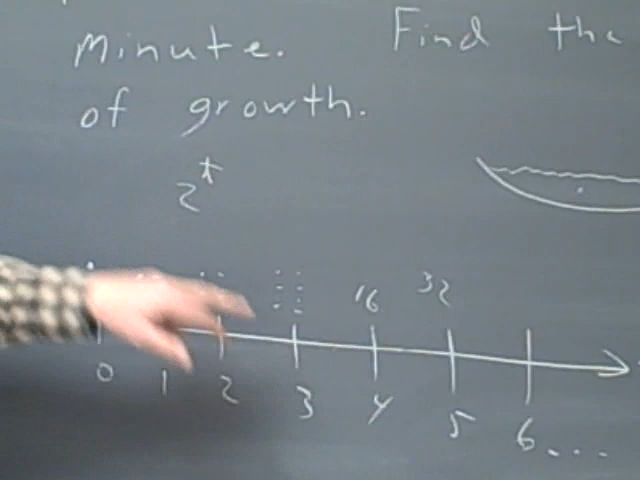 Minute. Find the
of growth.
2^t
16 32
0 1 2 3 4 5 6...